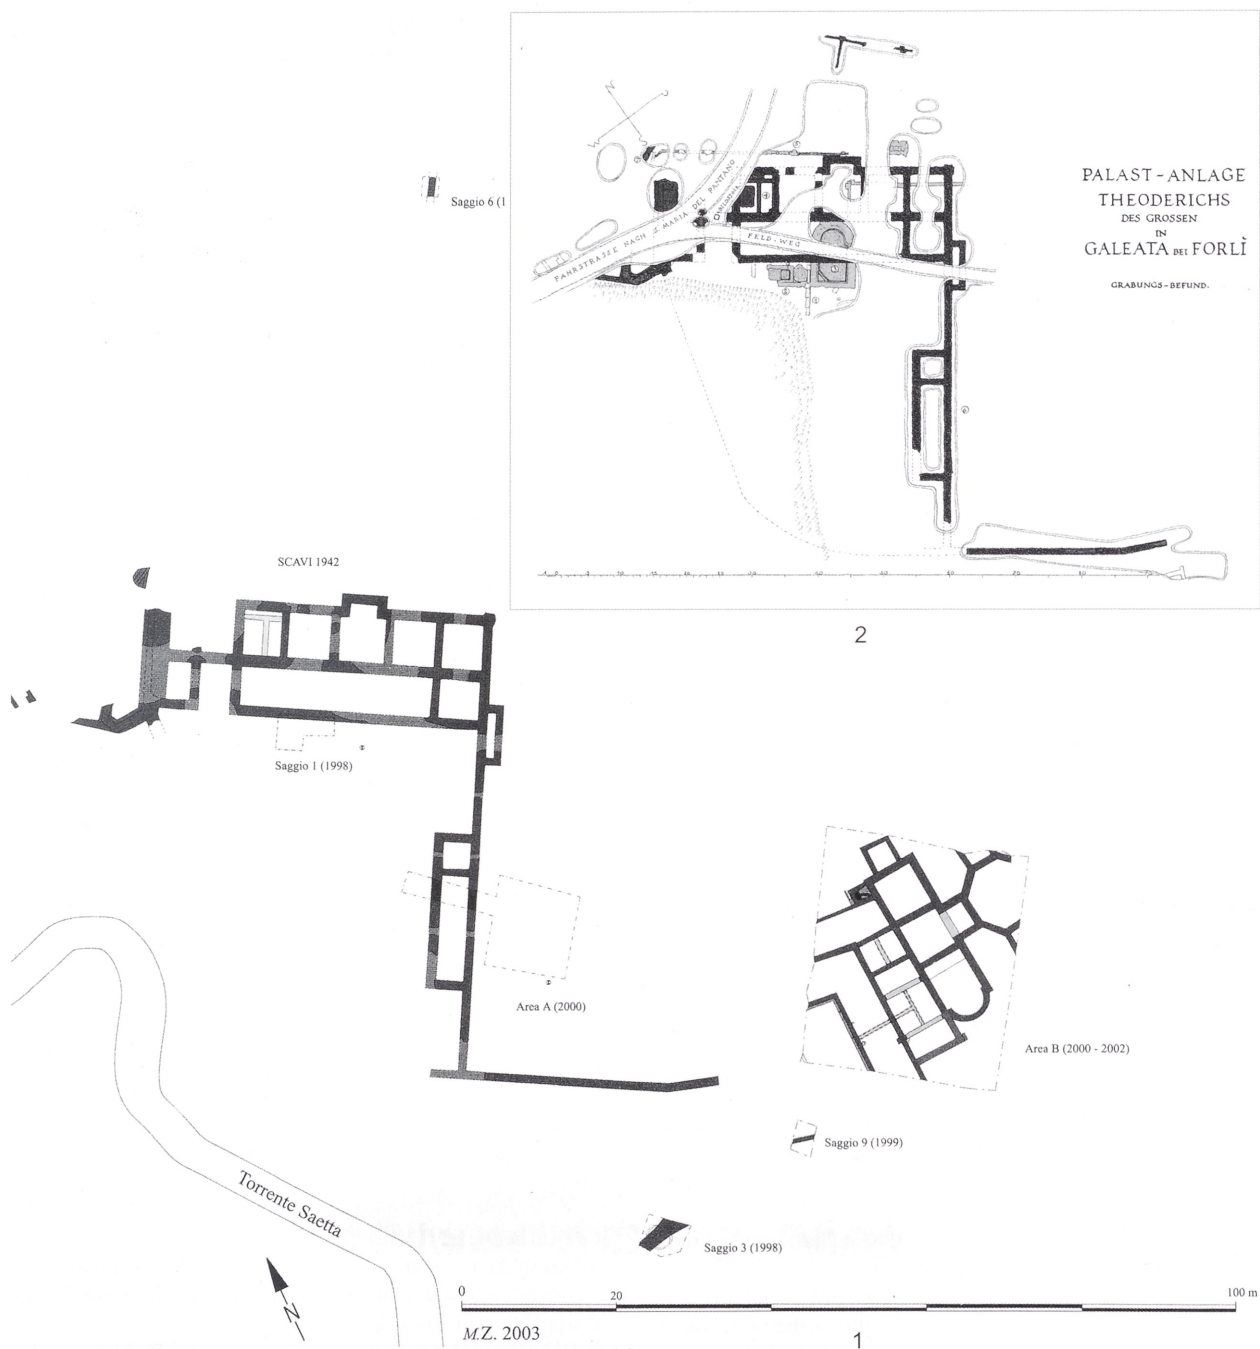 PALAST-ANLAGE
THEODERICHS
DES GROSSEN
IN
GALEATA BEI FORLÌ
GRABUNGS-BEFUND.
N
FAHRSTRASSE NACH S. MARIA DEL PANTANO
FELD-WEG
2
Saggio 6 (1
SCAVI 1942
Saggio 1 (1998)
Area A (2000)
Area B (2000 - 2002)
Saggio 9 (1999)
Saggio 3 (1998)
Torrente Saetta
N
0 20 100 m
M.Z. 2003
1